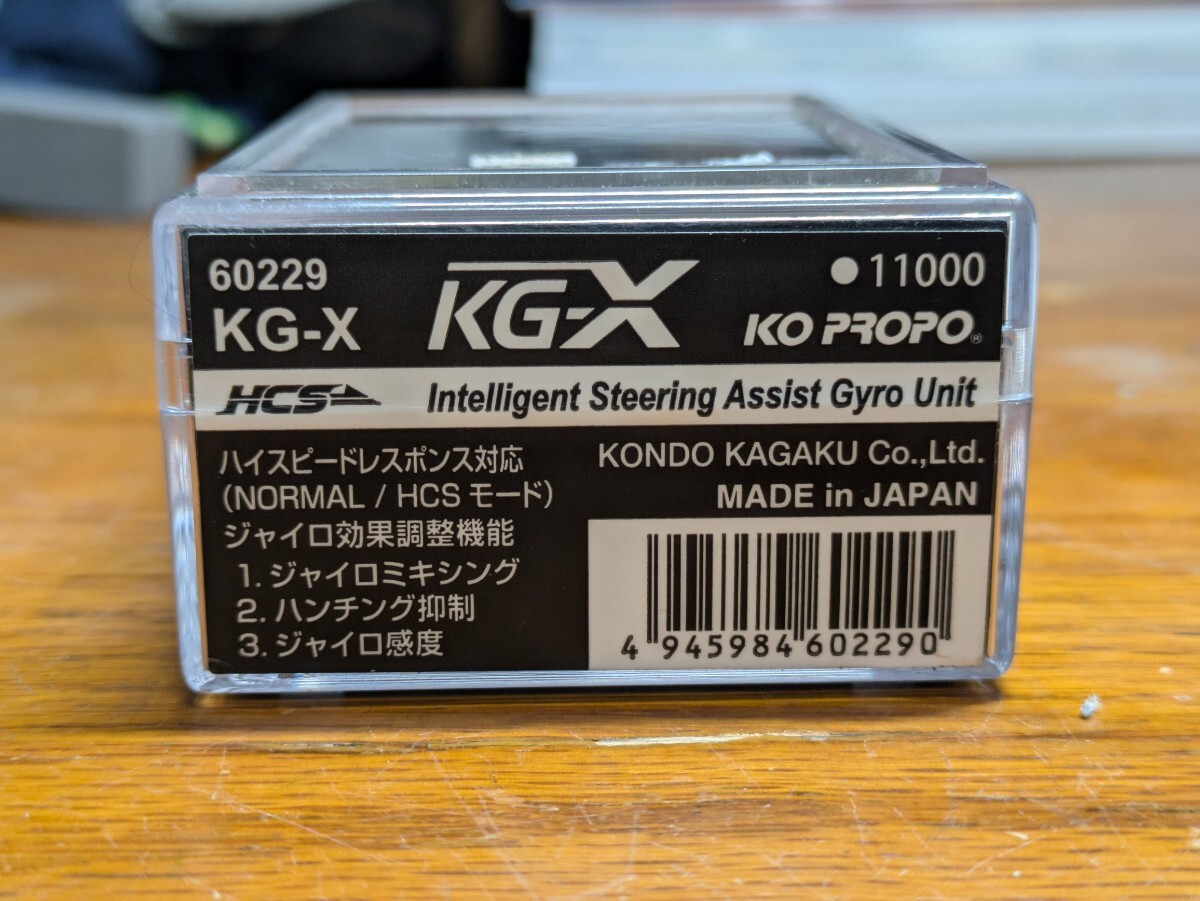 60229
KG-X
KG-X
●11000
KO PROPO®
HCS
Intelligent Steering Assist Gyro Unit
ハイスピードレスポンス対応
(NORMAL / HCS モード)
ジャイロ効果調整機能
1. ジャイロミキシング
2. ハンチング抑制
3. ジャイロ感度
KONDO KAGAKU Co.,Ltd.
MADE in JAPAN
4 945984 602290